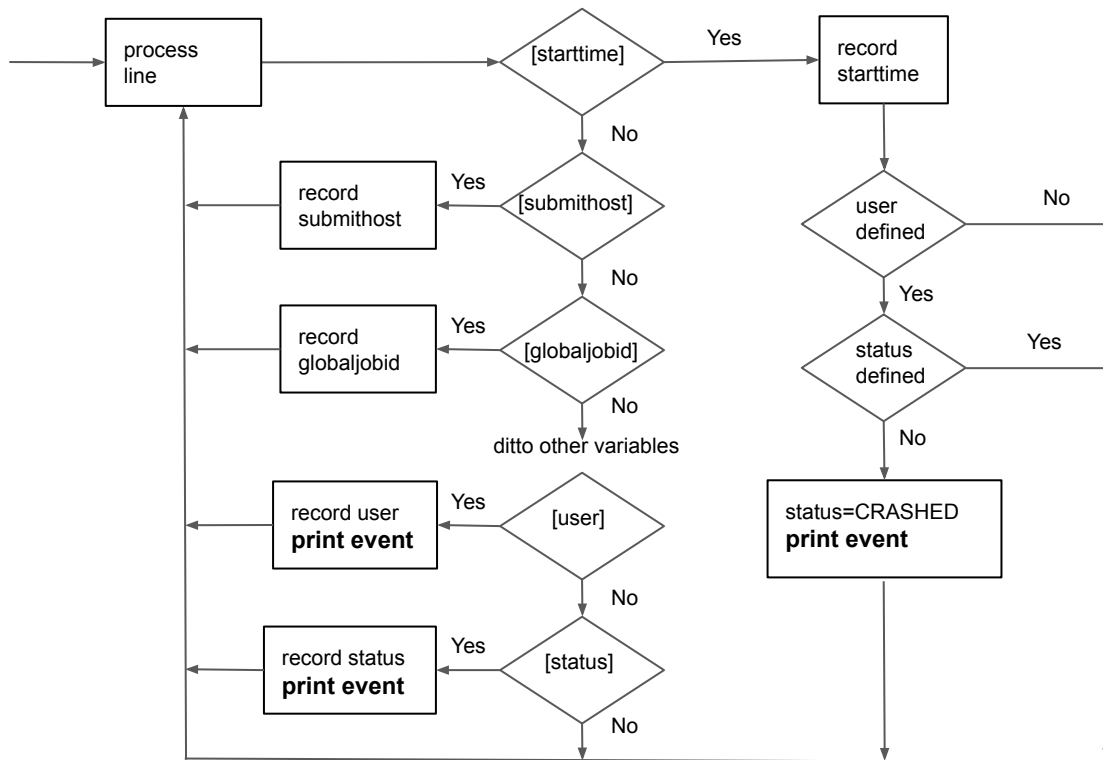 process
line
[starttime]
Yes
record
starttime
No
record
submithost
Yes
[submithost]
user
defined
No
No
Yes
record
globaljobid
Yes
[globaljobid]
status
defined
Yes
No
No
ditto other variables
record user
print event
Yes
[user]
status=CRASHED
print event
No
record status
print event
Yes
[status]
No